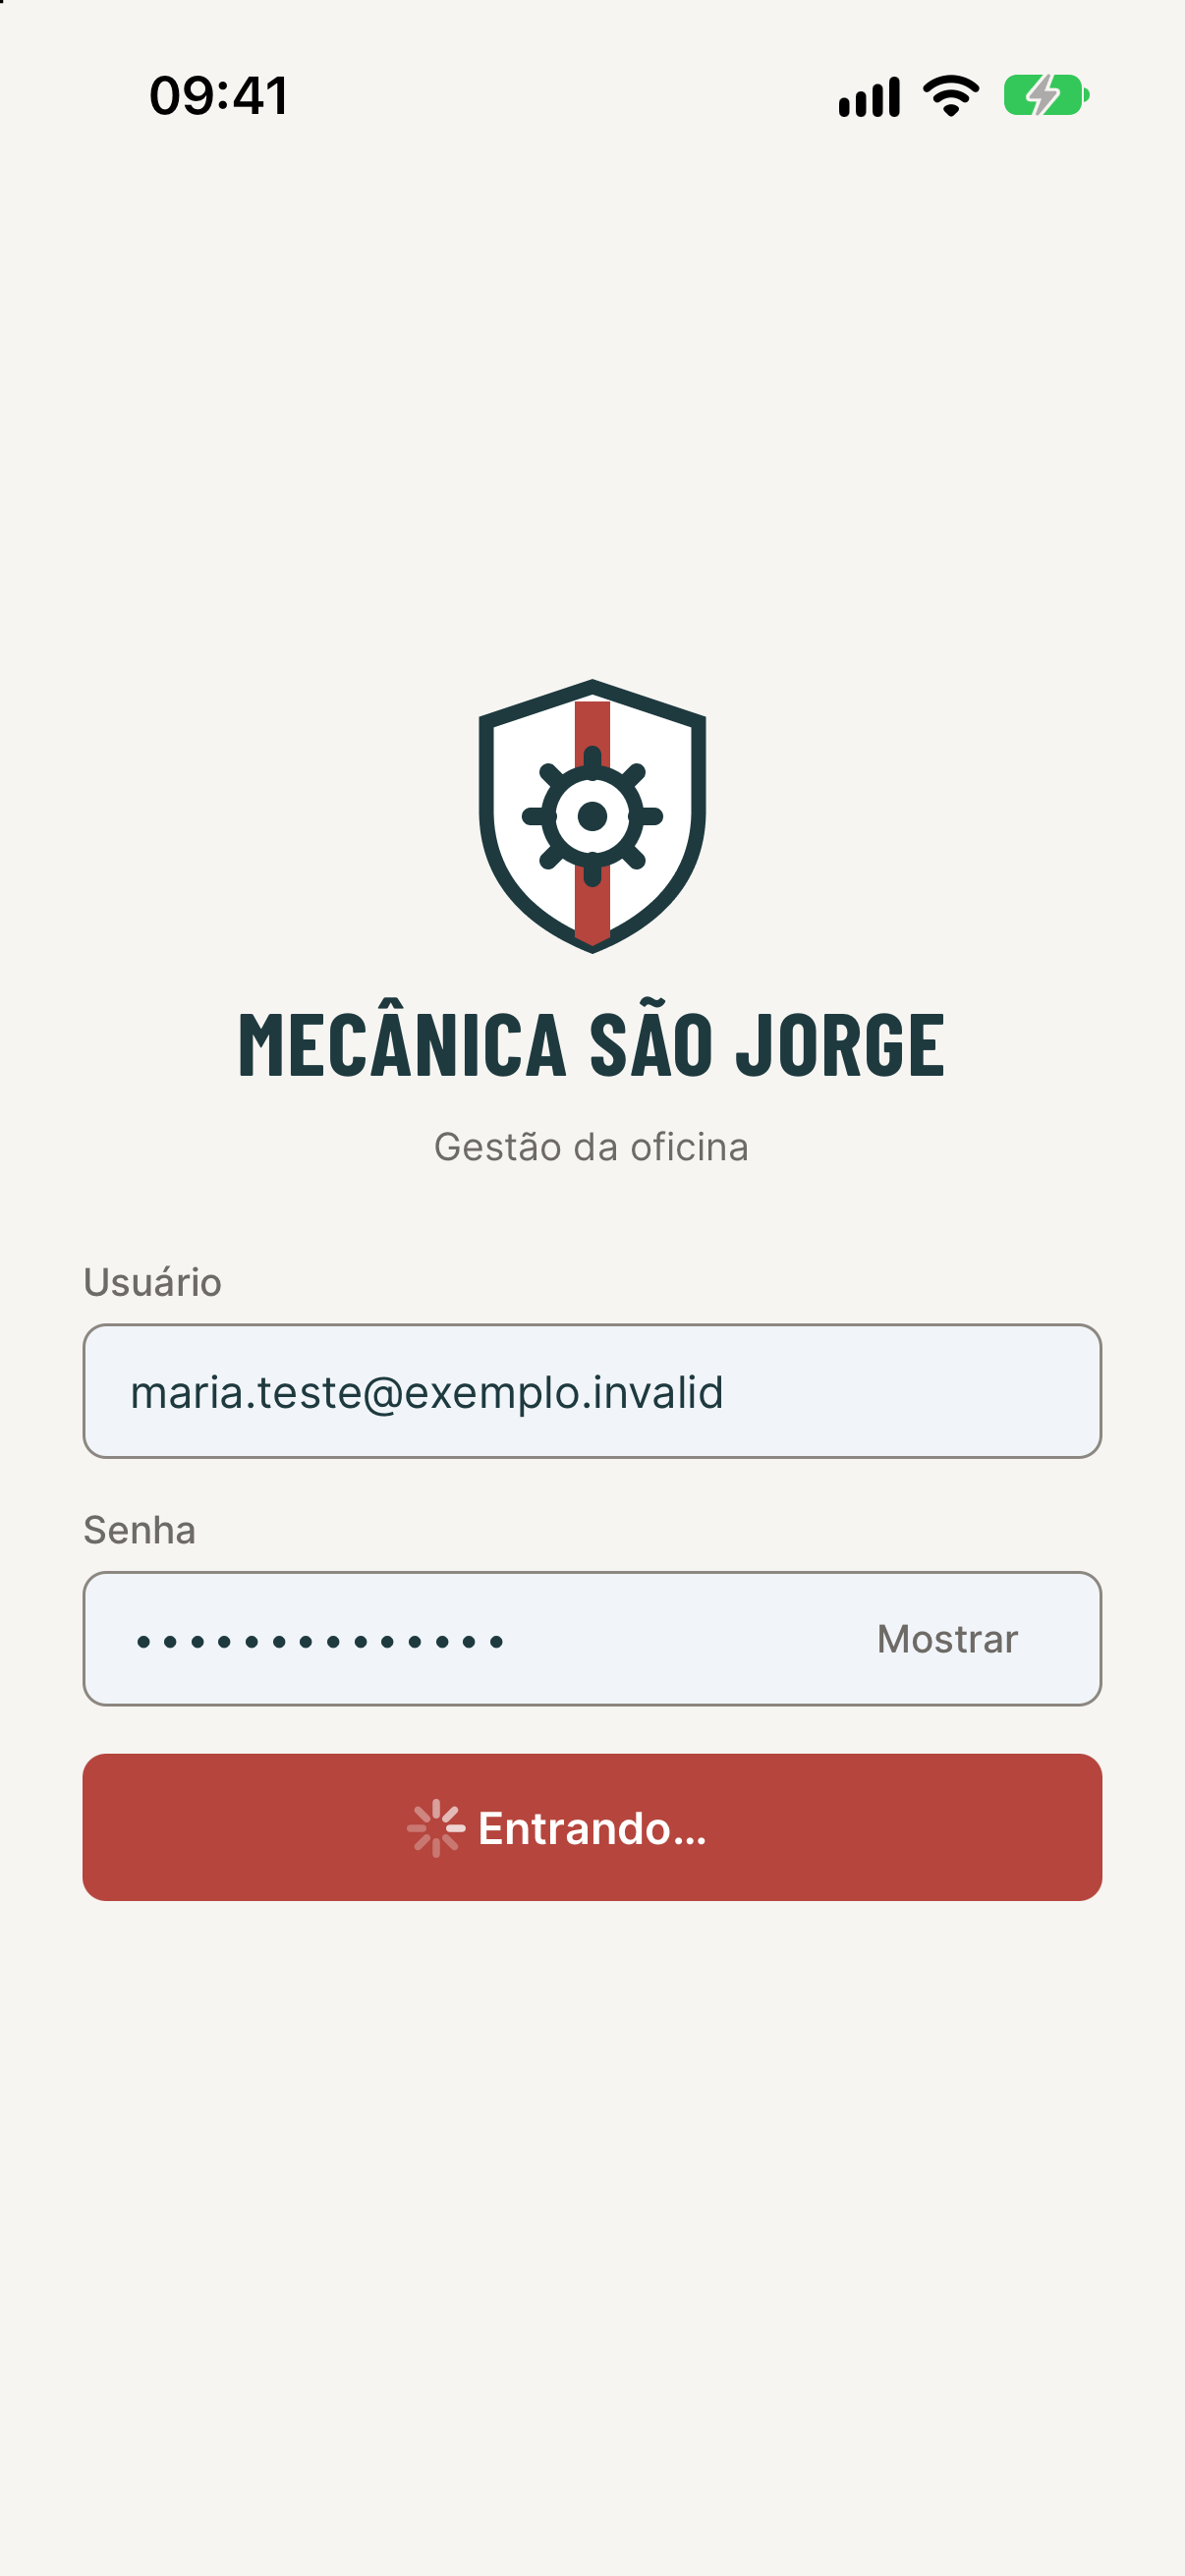 09:41
MECÂNICA SÃO JORGE
Gestão da oficina
Usuário
maria.teste@exemplo.invalid
Senha
••••••••••••••
Mostrar
Entrando...